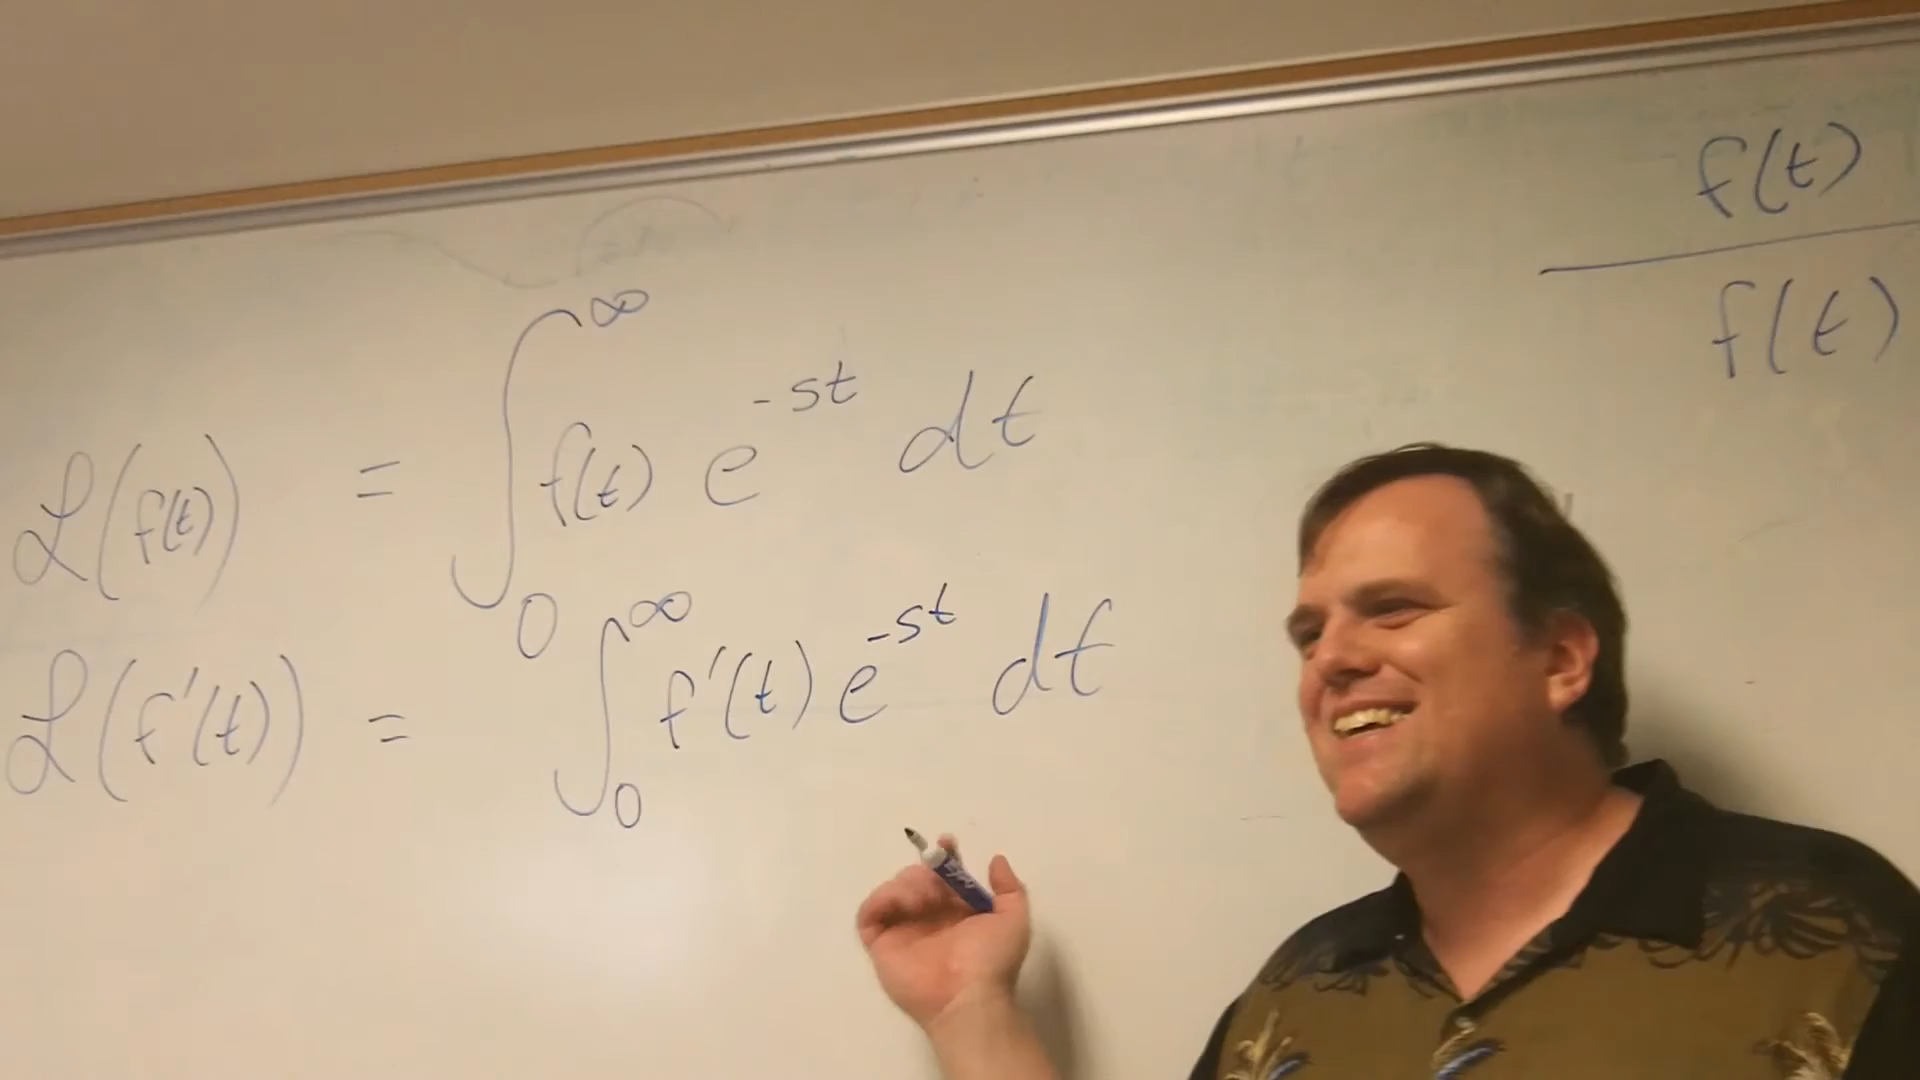 f(t)
f(t)
ℒ(f(t)) = ∫₀^∞ f(t) e^{-st} dt
ℒ(f'(t)) = ∫₀^∞ f'(t) e^{-st} dt